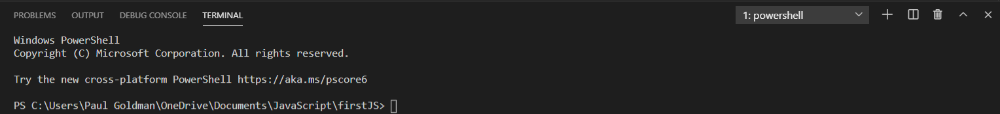 PROBLEMS OUTPUT DEBUG CONSOLE TERMINAL 1: powershell
Windows PowerShell
Copyright (C) Microsoft Corporation. All rights reserved.
Try the new cross-platform PowerShell https://aka.ms/pscore6
PS C:\Users\Paul Goldman\OneDrive\Documents\JavaScript\firstJS>